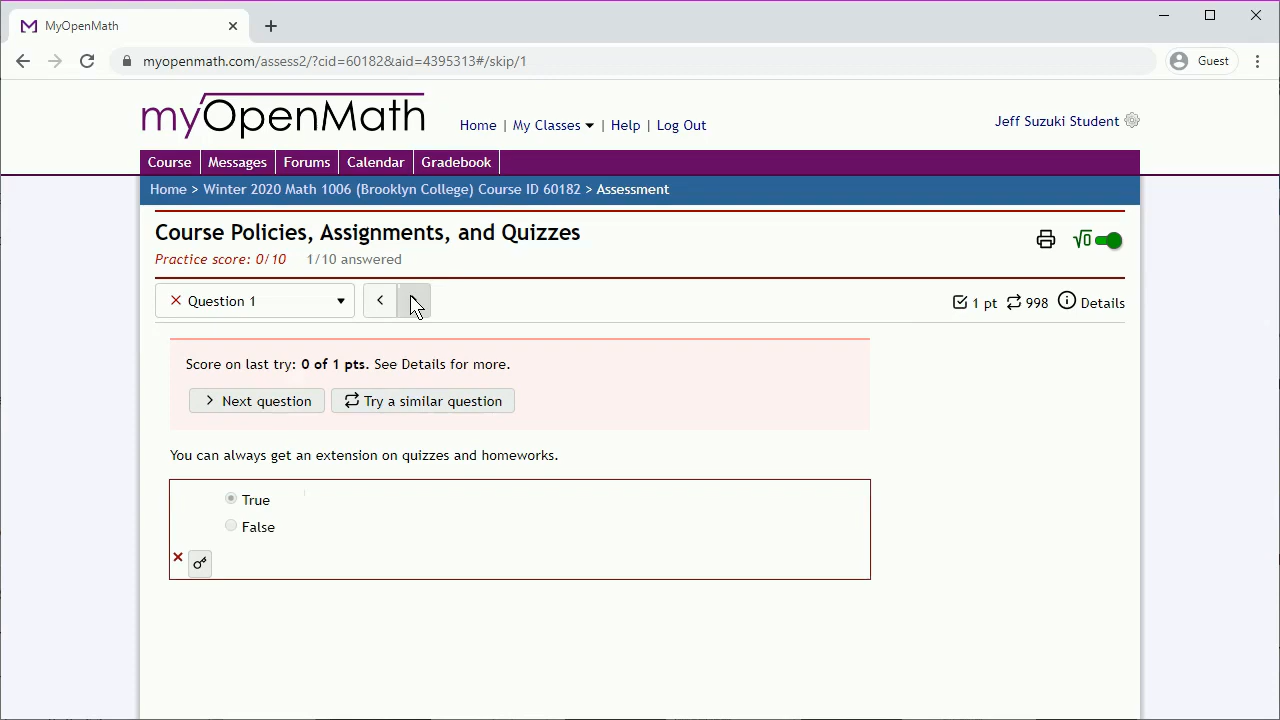 MyOpenMath
myopenmath.com/assess2/?cid=60182&aid=4395313#/skip/1
Guest
myOpenMath
Home | My Classes | Help | Log Out
Jeff Suzuki Student
Course Messages Forums Calendar Gradebook
Home > Winter 2020 Math 1006 (Brooklyn College) Course ID 60182 > Assessment
Course Policies, Assignments, and Quizzes
√0
Practice score: 0/10 1/10 answered
Question 1
1 pt 998 Details
Score on last try: 0 of 1 pts. See Details for more.
Next question Try a similar question
You can always get an extension on quizzes and homeworks.
True
False